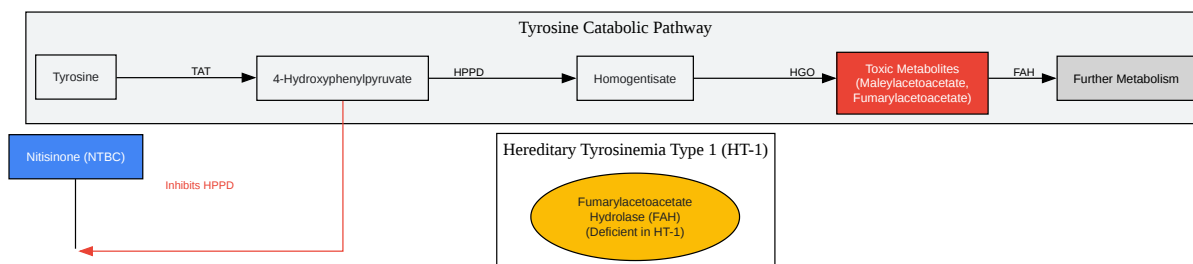 Tyrosine Catabolic Pathway
Tyrosine
TAT
4-Hydroxyphenylpyruvate
HPPD
Homogentisate
HGO
Toxic Metabolites
(Maleylacetoacetate,
Fumarylacetoacetate)
FAH
Further Metabolism
Nitisinone (NTBC)
Inhibits HPPD
Hereditary Tyrosinemia Type 1 (HT-1)
Fumarylacetoacetate
Hydrolase (FAH)
(Deficient in HT-1)